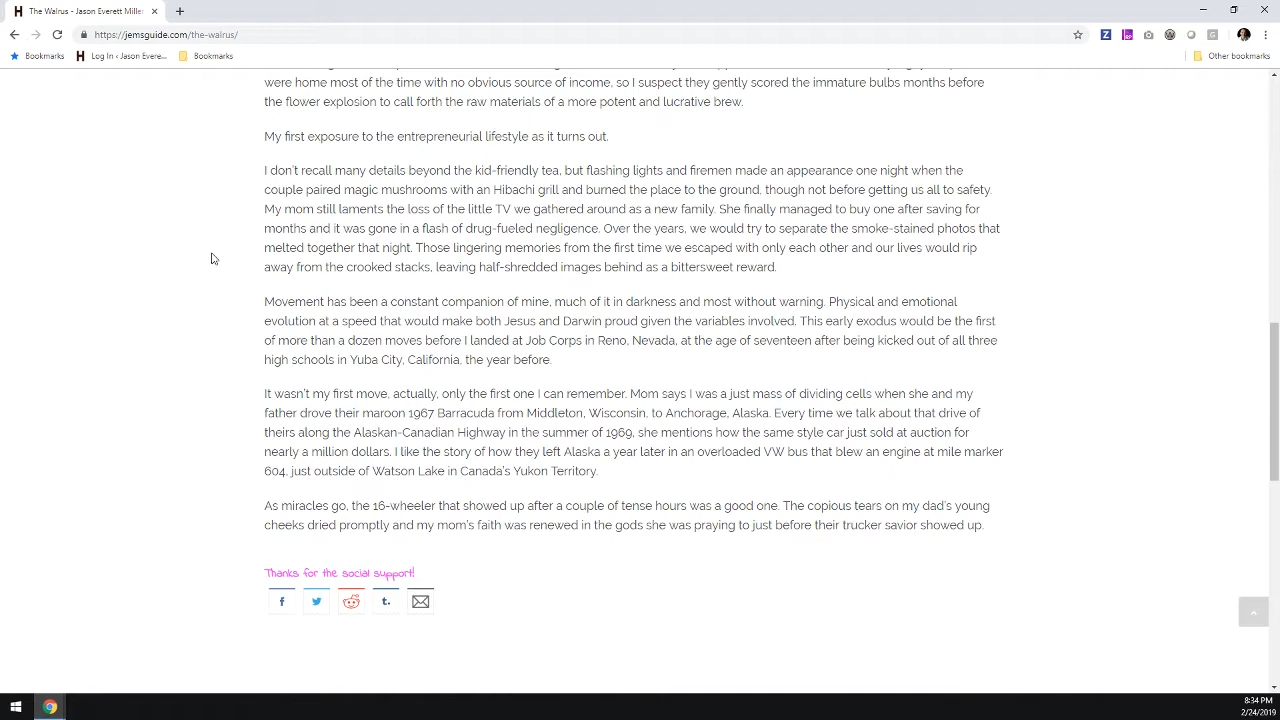 The Walrus - Jason Everett Miller
https://jemsguide.com/the-walrus/
Bookmarks
Log In ‹ Jason Evere...
Bookmarks
Other bookmarks
were home most of the time with no obvious source of income, so I suspect they gently scored the immature bulbs months before
the flower explosion to call forth the raw materials of a more potent and lucrative brew.
My first exposure to the entrepreneurial lifestyle as it turns out.
I don't recall many details beyond the kid-friendly tea, but flashing lights and firemen made an appearance one night when the
couple paired magic mushrooms with an Hibachi grill and burned the place to the ground, though not before getting us all to safety.
My mom still laments the loss of the little TV we gathered around as a new family. She finally managed to buy one after saving for
months and it was gone in a flash of drug-fueled negligence. Over the years, we would try to separate the smoke-stained photos that
melted together that night. Those lingering memories from the first time we escaped with only each other and our lives would rip
away from the crooked stacks, leaving half-shredded images behind as a bittersweet reward.
Movement has been a constant companion of mine, much of it in darkness and most without warning. Physical and emotional
evolution at a speed that would make both Jesus and Darwin proud given the variables involved. This early exodus would be the first
of more than a dozen moves before I landed at Job Corps in Reno, Nevada, at the age of seventeen after being kicked out of all three
high schools in Yuba City, California, the year before.
It wasn't my first move, actually, only the first one I can remember. Mom says I was a just mass of dividing cells when she and my
father drove their maroon 1967 Barracuda from Middleton, Wisconsin, to Anchorage, Alaska. Every time we talk about that drive of
theirs along the Alaskan-Canadian Highway in the summer of 1969, she mentions how the same style car just sold at auction for
nearly a million dollars. I like the story of how they left Alaska a year later in an overloaded VW bus that blew an engine at mile marker
604, just outside of Watson Lake in Canada's Yukon Territory.
As miracles go, the 16-wheeler that showed up after a couple of tense hours was a good one. The copious tears on my dad's young
cheeks dried promptly and my mom's faith was renewed in the gods she was praying to just before their trucker savior showed up.
Thanks for the social support!
8:34 PM
2/24/2019